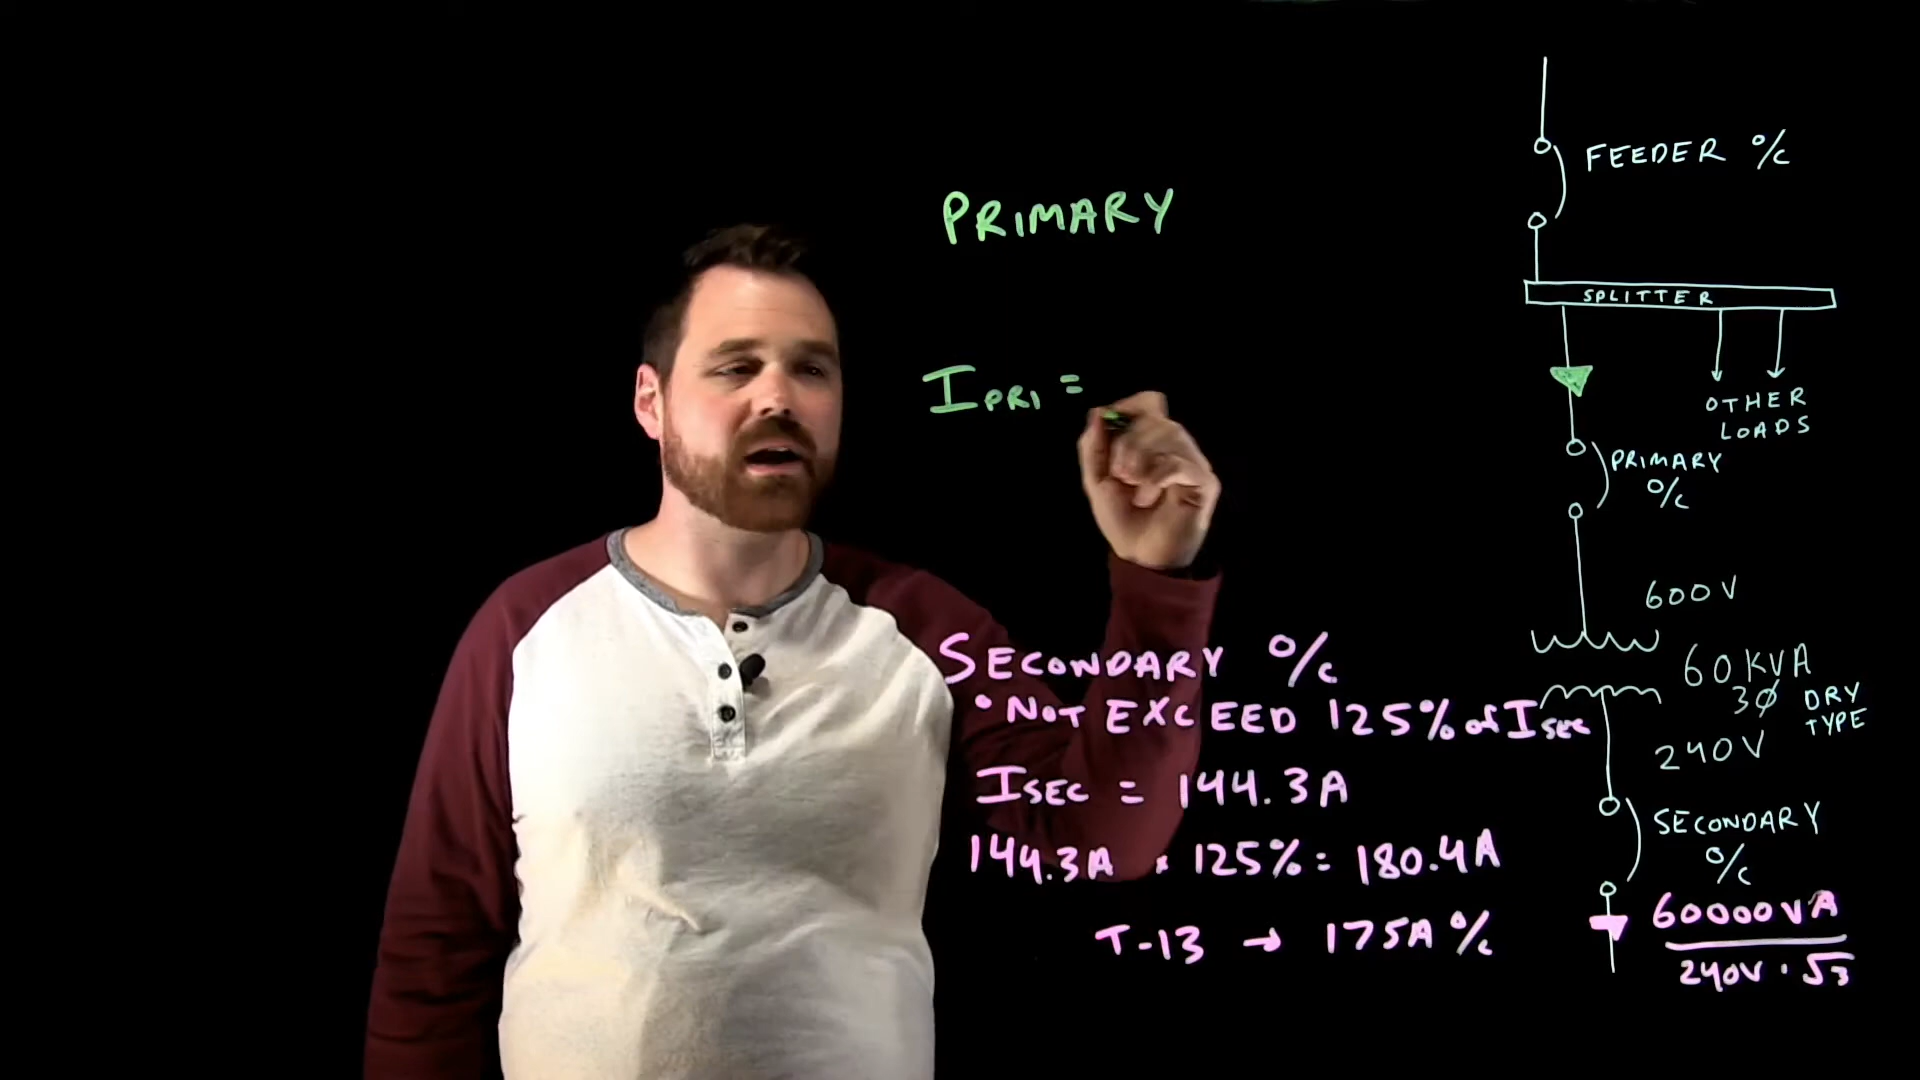 PRIMARY
IPRI =
SECONDARY O/C
• NOT EXCEED 125% of Isec
ISEC = 144.3A
144.3A • 125% = 180.4A
T-13 → 175A O/C
FEEDER O/C
SPLITTER
OTHER
LOADS
PRIMARY
O/C
600V
60KVA
3Ø DRY
TYPE
240V
SECONDARY
O/C
60000VA
240V • √3